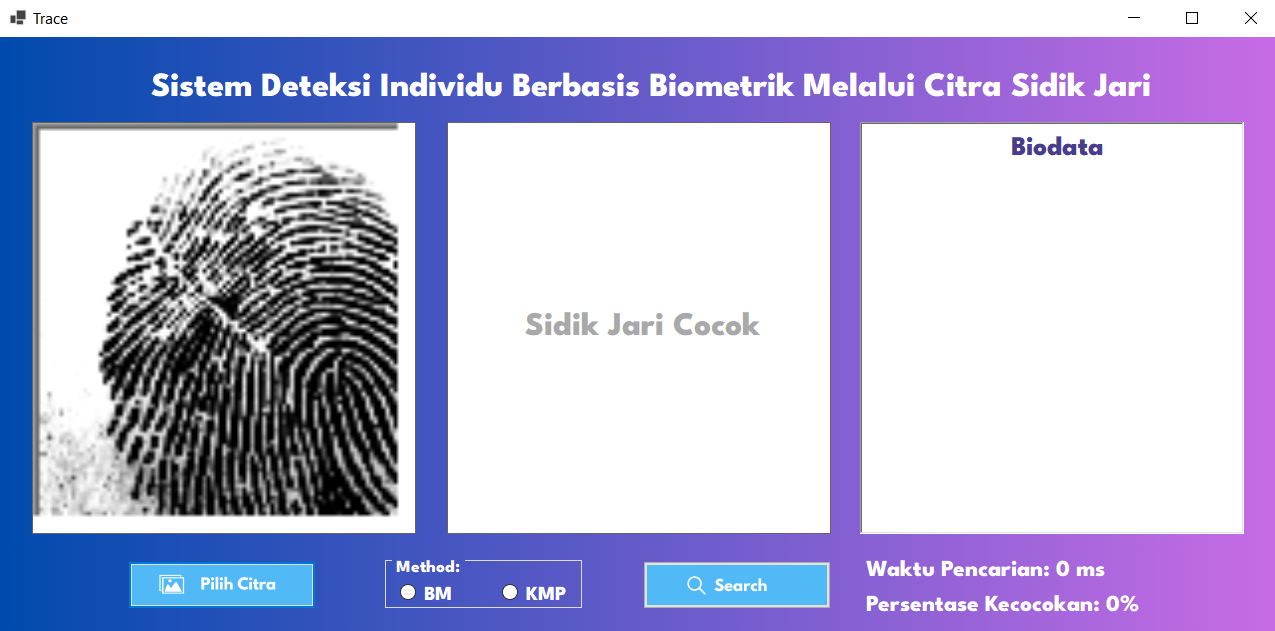 Trace
Sistem Deteksi Individu Berbasis Biometrik Melalui Citra Sidik Jari
Sidik Jari Cocok
Biodata
Pilih Citra
Method:
BM
KMP
Search
Waktu Pencarian: 0 ms
Persentase Kecocokan: 0%